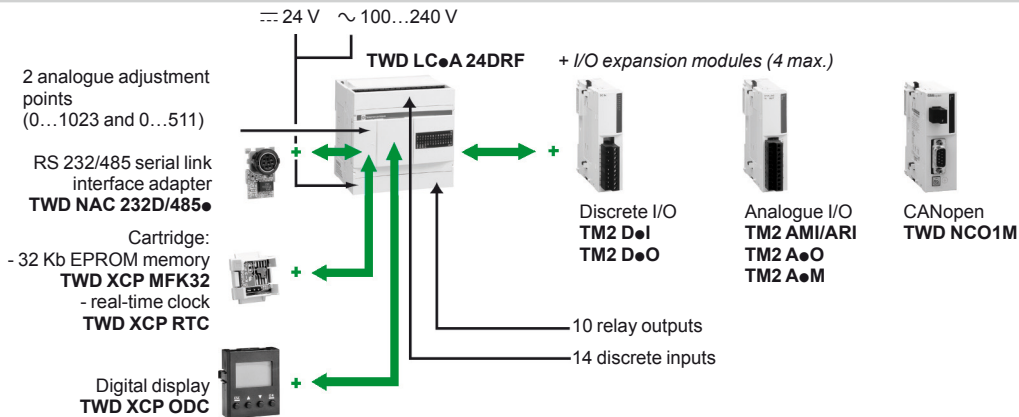 ⎓ 24 V ∼ 100…240 V
TWD LC●A 24DRF
+ I/O expansion modules (4 max.)
2 analogue adjustment
points
(0…1023 and 0…511)
RS 232/485 serial link
interface adapter
TWD NAC 232D/485●
Cartridge:
- 32 Kb EPROM memory
TWD XCP MFK32
- real-time clock
TWD XCP RTC
Digital display
TWD XCP ODC
+
+
+
+
Discrete I/O
TM2 D●I
TM2 D●O
Analogue I/O
TM2 AMI/ARI
TM2 A●O
TM2 A●M
CANopen
TWD NCO1M
10 relay outputs
14 discrete inputs